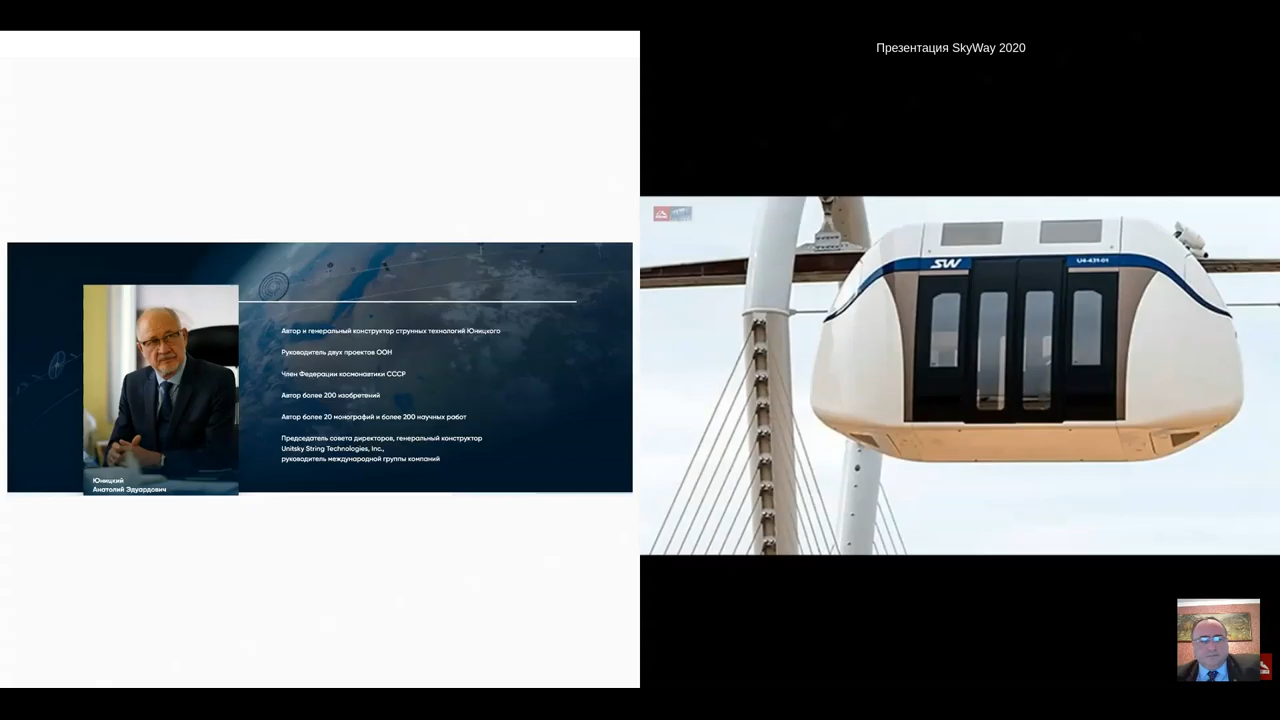 Автор и генеральный конструктор струнных технологий Юницкого
Руководитель двух проектов ООН
Член Федерации космонавтики СССР
Автор более 200 изобретений
Автор более 20 монографий и более 200 научных работ
Председатель совета директоров, генеральный конструктор
Unitsky String Technologies, Inc.,
руководитель международной группы компаний
Юницкий
Анатолий Эдуардович
Презентация SkyWay 2020
SW
U4-431-01